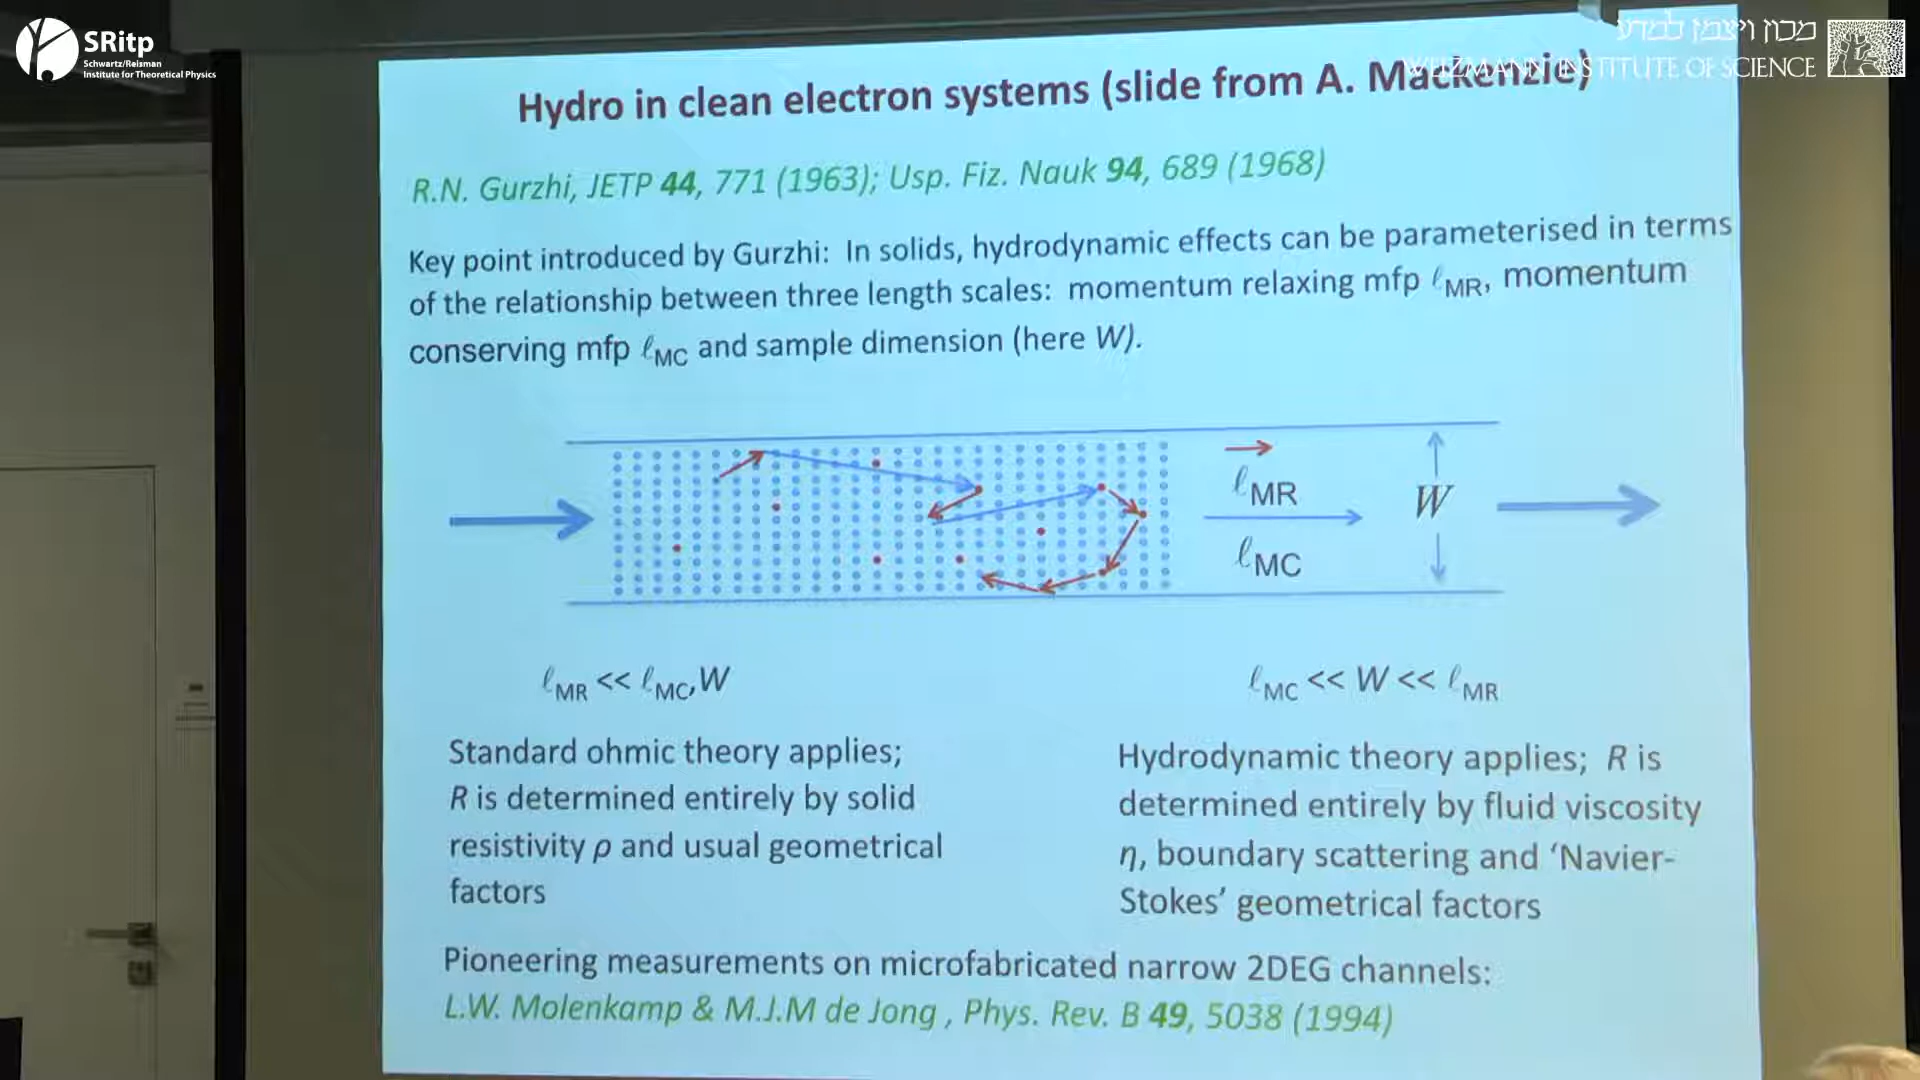 SRitp
Schwartz/Reisman
Institute for Theoretical Physics
מכון ויצמן למדע
WEIZMANN INSTITUTE OF SCIENCE
Hydro in clean electron systems (slide from A. Mackenzie)
R.N. Gurzhi, JETP 44, 771 (1963); Usp. Fiz. Nauk 94, 689 (1968)
Key point introduced by Gurzhi: In solids, hydrodynamic effects can be parameterised in terms
of the relationship between three length scales: momentum relaxing mfp ℓMR, momentum
conserving mfp ℓMC and sample dimension (here W).
ℓMR
ℓMC
W
ℓMR << ℓMC,W
Standard ohmic theory applies;
R is determined entirely by solid
resistivity ρ and usual geometrical
factors
ℓMC << W << ℓMR
Hydrodynamic theory applies; R is
determined entirely by fluid viscosity
η, boundary scattering and ‘Navier-
Stokes’ geometrical factors
Pioneering measurements on microfabricated narrow 2DEG channels:
L.W. Molenkamp & M.J.M de Jong , Phys. Rev. B 49, 5038 (1994)